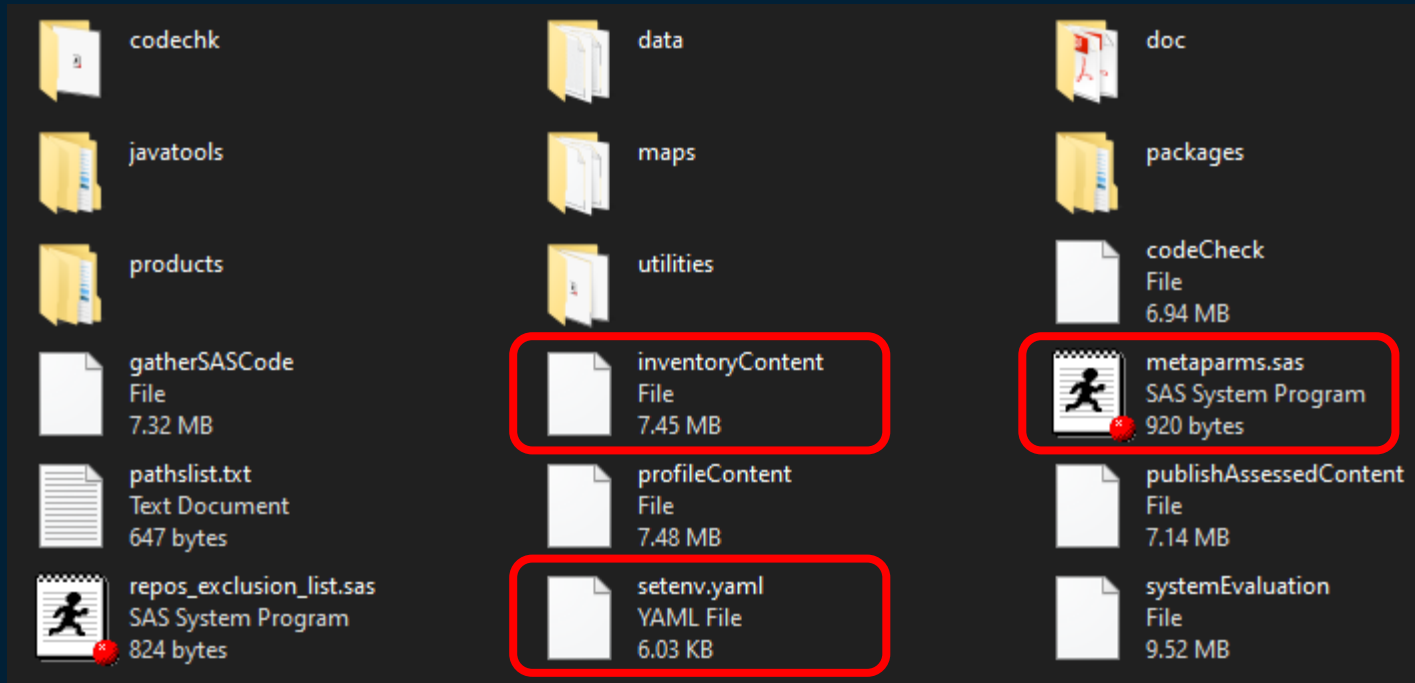 codechk
data
doc
javatools
maps
packages
products
utilities
codeCheck
File
6.94 MB
gatherSASCode
File
7.32 MB
inventoryContent
File
7.45 MB
metaparms.sas
SAS System Program
920 bytes
pathslist.txt
Text Document
647 bytes
profileContent
File
7.48 MB
publishAssessedContent
File
7.14 MB
repos_exclusion_list.sas
SAS System Program
824 bytes
setenv.yaml
YAML File
6.03 KB
systemEvaluation
File
9.52 MB